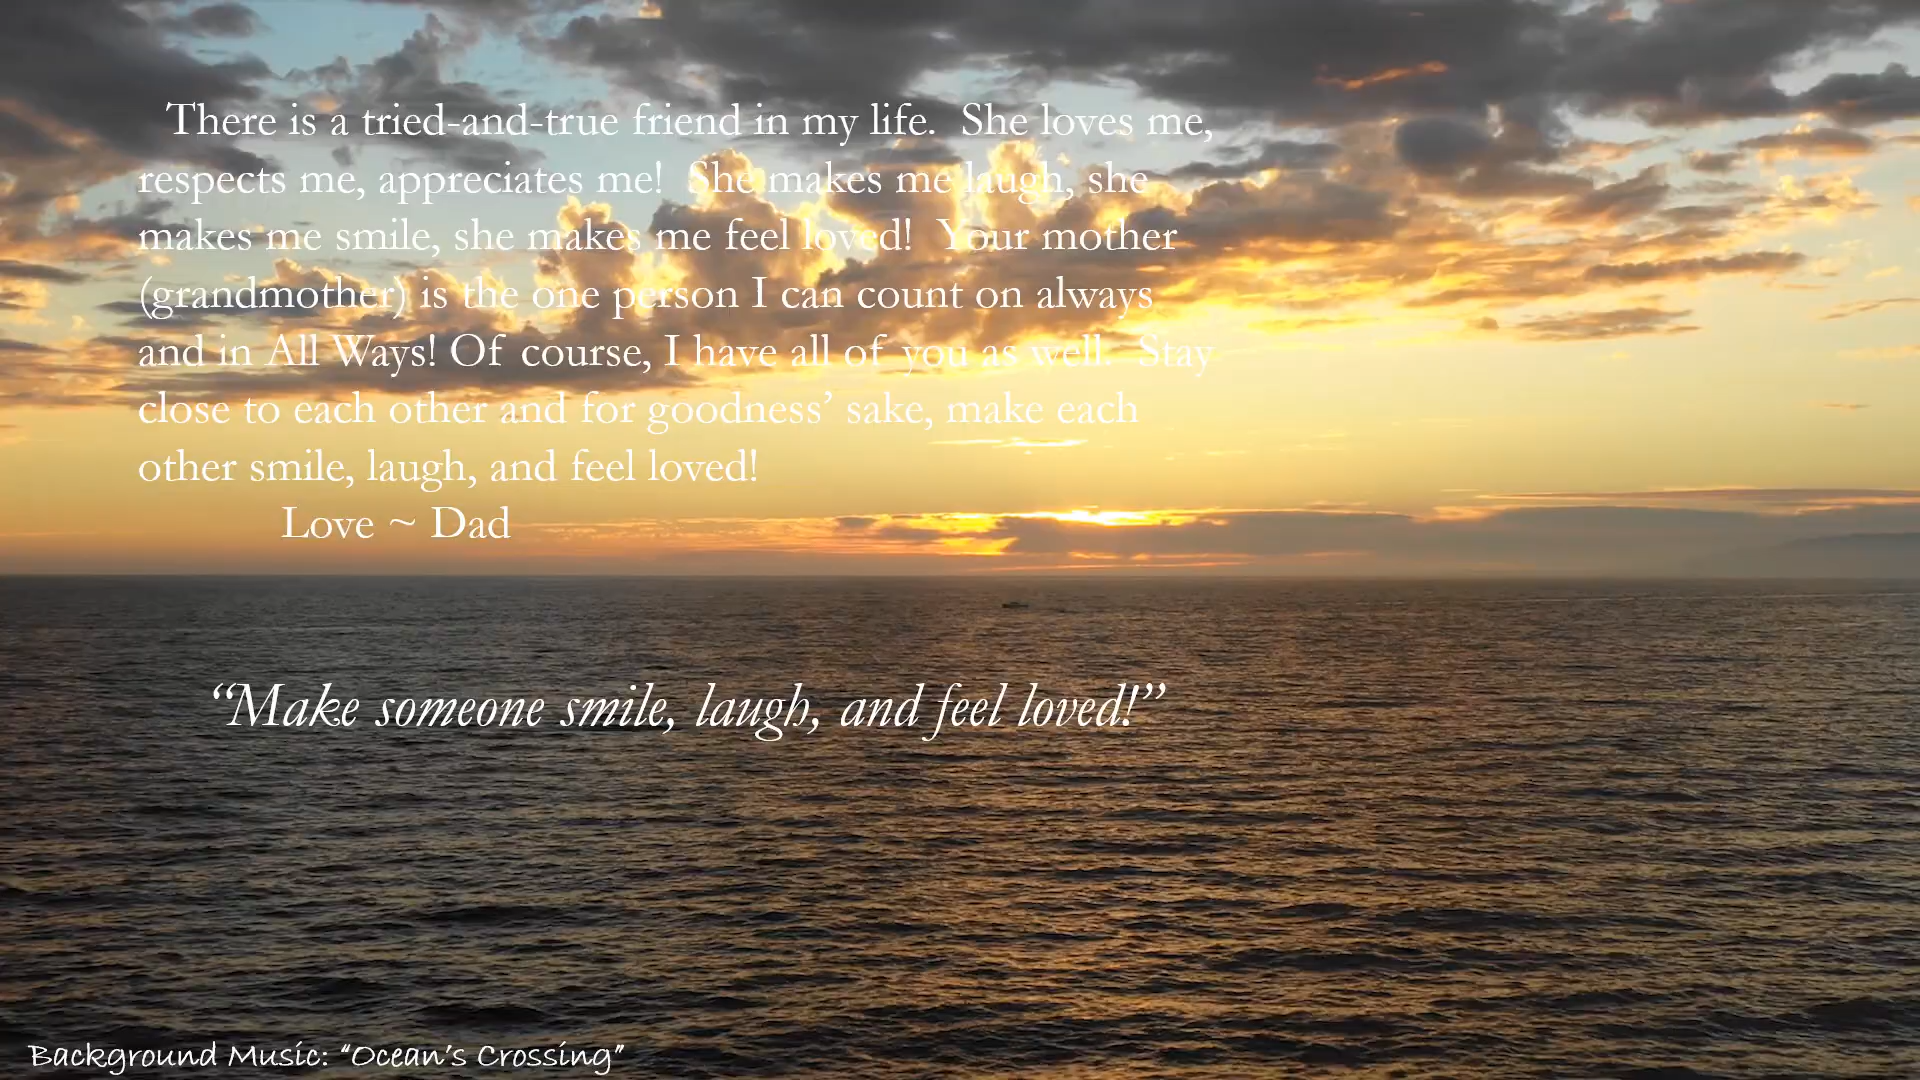 There is a tried-and-true friend in my life.  She loves me,
respects me, appreciates me!  She makes me laugh, she
makes me smile, she makes me feel loved!  Your mother
(grandmother) is the one person I can count on always
and in All Ways! Of course, I have all of you as well.  Stay
close to each other and for goodness’ sake, make each
other smile, laugh, and feel loved!
Love ~ Dad
“Make someone smile, laugh, and feel loved!”
Background Music: “Ocean’s Crossing”